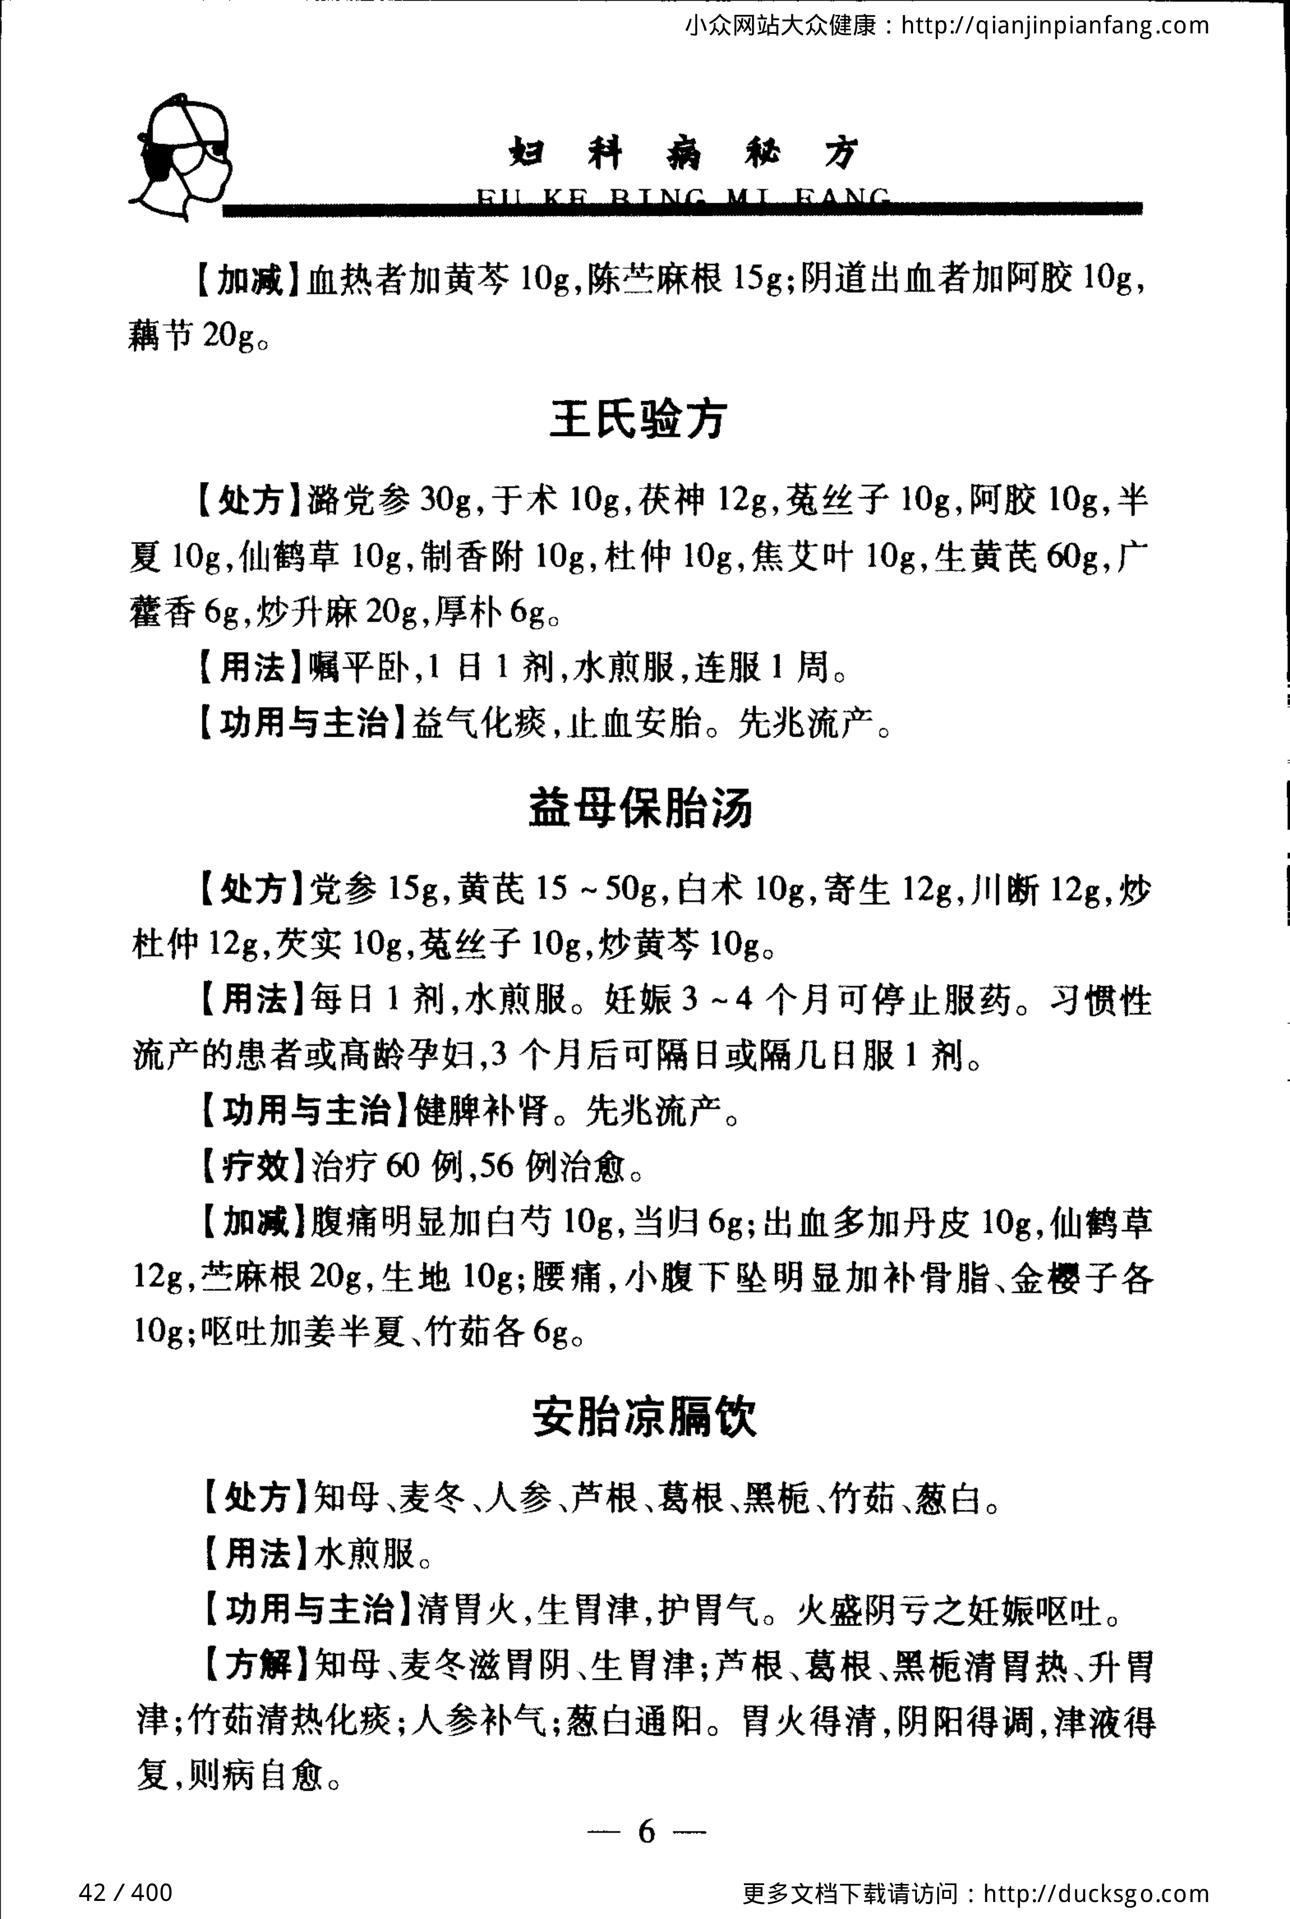 小众网站大众健康：http://qianjinpianfang.com
妇科病秘方
FU KE BING MI FANG
【加减】血热者加黄芩 10g,陈苎麻根 15g;阴道出血者加阿胶 10g,
藕节 20g。
王氏验方
【处方】潞党参 30g,于术 10g,茯神 12g,菟丝子 10g,阿胶 10g,半
夏 10g,仙鹤草 10g,制香附 10g,杜仲 10g,焦艾叶 10g,生黄芪 60g,广
藿香 6g,炒升麻 20g,厚朴 6g。
【用法】嘱平卧,1 日 1 剂,水煎服,连服 1 周。
【功用与主治】益气化痰,止血安胎。先兆流产。
益母保胎汤
【处方】党参 15g,黄芪 15～50g,白术 10g,寄生 12g,川断 12g,炒
杜仲 12g,芡实 10g,菟丝子 10g,炒黄芩 10g。
【用法】每日 1 剂,水煎服。妊娠 3～4 个月可停止服药。习惯性
流产的患者或高龄孕妇,3 个月后可隔日或隔几日服 1 剂。
【功用与主治】健脾补肾。先兆流产。
【疗效】治疗 60 例,56 例治愈。
【加减】腹痛明显加白芍 10g,当归 6g;出血多加丹皮 10g,仙鹤草
12g,苎麻根 20g,生地 10g;腰痛,小腹下坠明显加补骨脂、金樱子各
10g;呕吐加姜半夏、竹茹各 6g。
安胎凉膈饮
【处方】知母、麦冬、人参、芦根、葛根、黑栀、竹茹、葱白。
【用法】水煎服。
【功用与主治】清胃火,生胃津,护胃气。火盛阴亏之妊娠呕吐。
【方解】知母、麦冬滋胃阴、生胃津;芦根、葛根、黑栀清胃热、升胃
津;竹茹清热化痰;人参补气;葱白通阳。胃火得清,阴阳得调,津液得
复,则病自愈。
— 6 —
42 / 400
更多文档下载请访问：http://ducksgo.com